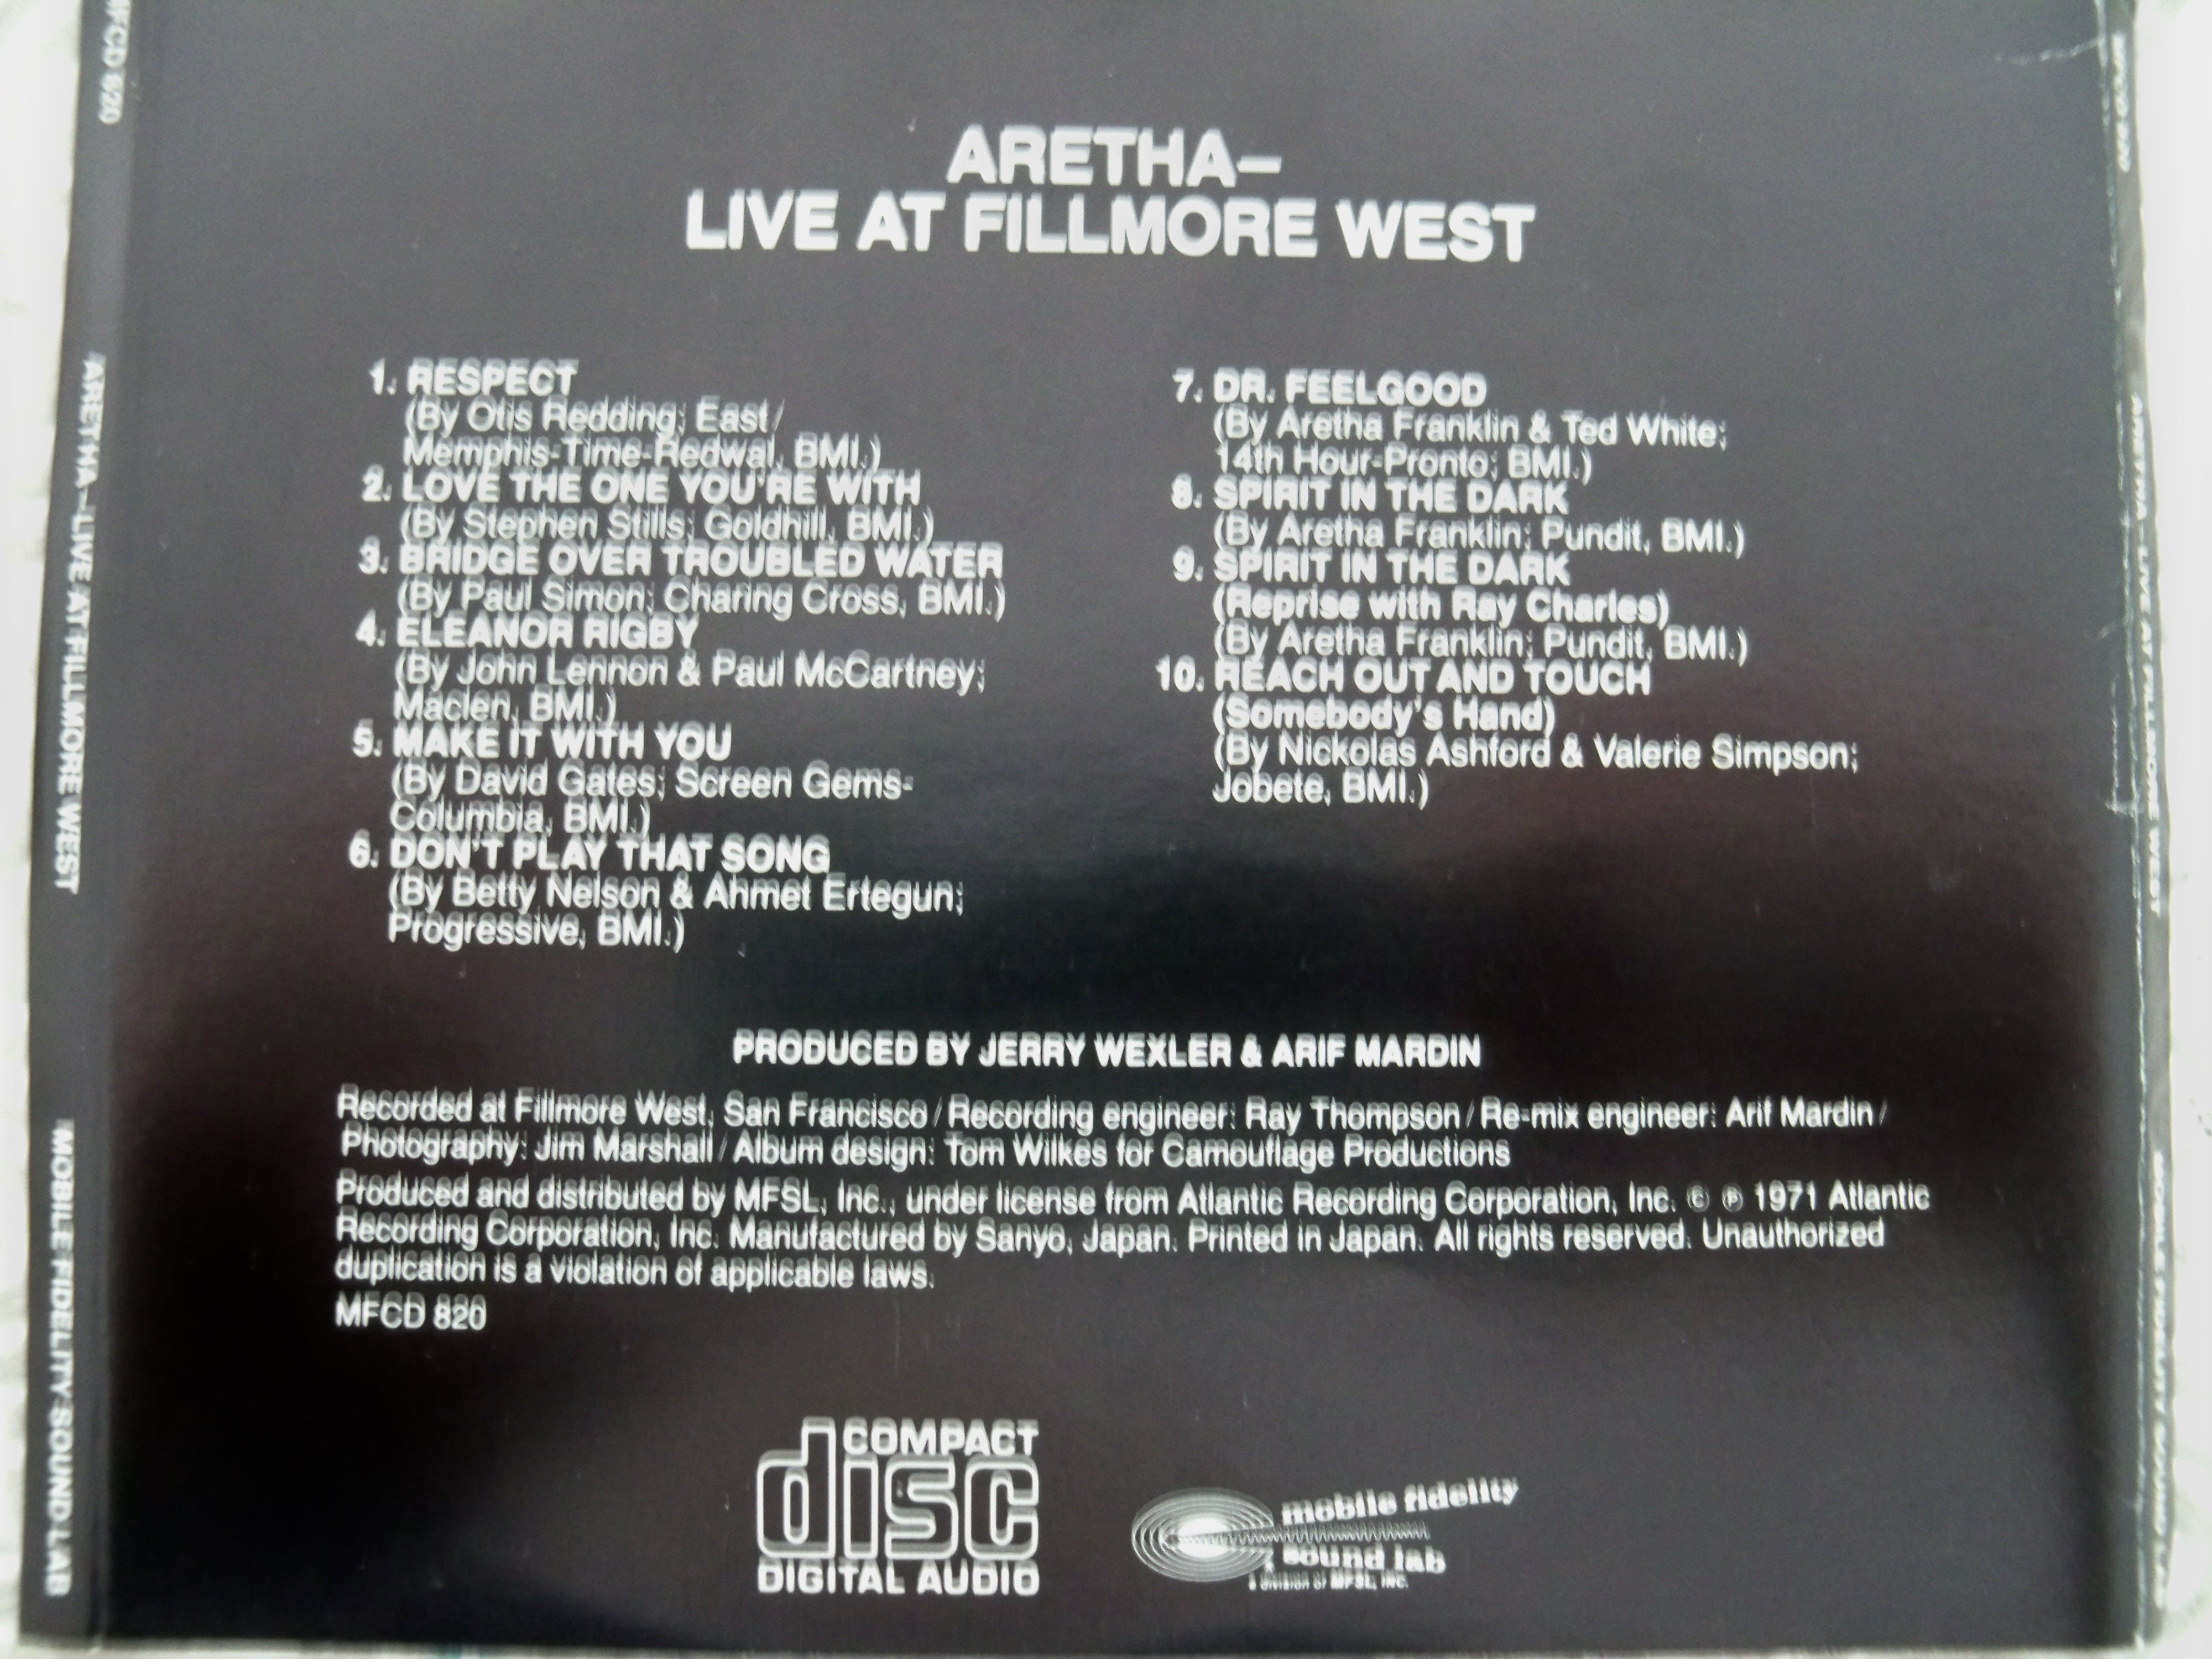 ARETHA–
LIVE AT FILLMORE WEST
1. RESPECT
(By Otis Redding; East/
Memphis-Time-Redwal, BMI.)
2. LOVE THE ONE YOU'RE WITH
(By Stephen Stills; Goldhill, BMI.)
3. BRIDGE OVER TROUBLED WATER
(By Paul Simon; Charing Cross, BMI.)
4. ELEANOR RIGBY
(By John Lennon & Paul McCartney;
Maclen, BMI.)
5. MAKE IT WITH YOU
(By David Gates; Screen Gems-
Columbia, BMI.)
6. DON'T PLAY THAT SONG
(By Betty Nelson & Ahmet Ertegun;
Progressive, BMI.)
7. DR. FEELGOOD
(By Aretha Franklin & Ted White;
14th Hour-Pronto; BMI.)
8. SPIRIT IN THE DARK
(By Aretha Franklin; Pundit, BMI.)
9. SPIRIT IN THE DARK
(Reprise with Ray Charles)
(By Aretha Franklin; Pundit, BMI.)
10. REACH OUT AND TOUCH
(Somebody's Hand)
(By Nickolas Ashford & Valerie Simpson;
Jobete, BMI.)
PRODUCED BY JERRY WEXLER & ARIF MARDIN
Recorded at Fillmore West, San Francisco / Recording engineer: Ray Thompson / Re-mix engineer: Arif Mardin /
Photography: Jim Marshall / Album design: Tom Wilkes for Camouflage Productions
Produced and distributed by MFSL, Inc., under license from Atlantic Recording Corporation, Inc. © ℗ 1971 Atlantic
Recording Corporation, Inc. Manufactured by Sanyo, Japan. Printed in Japan. All rights reserved. Unauthorized
duplication is a violation of applicable laws.
MFCD 820
COMPACT
disc
DIGITAL AUDIO
mobile fidelity
sound lab
A DIVISION OF MFSL, INC.
MFCD 820
ARETHA–LIVE AT FILLMORE WEST
MOBILE FIDELITY SOUND LAB
MFCD 820
ARETHA–LIVE AT FILLMORE WEST
MOBILE FIDELITY SOUND LAB